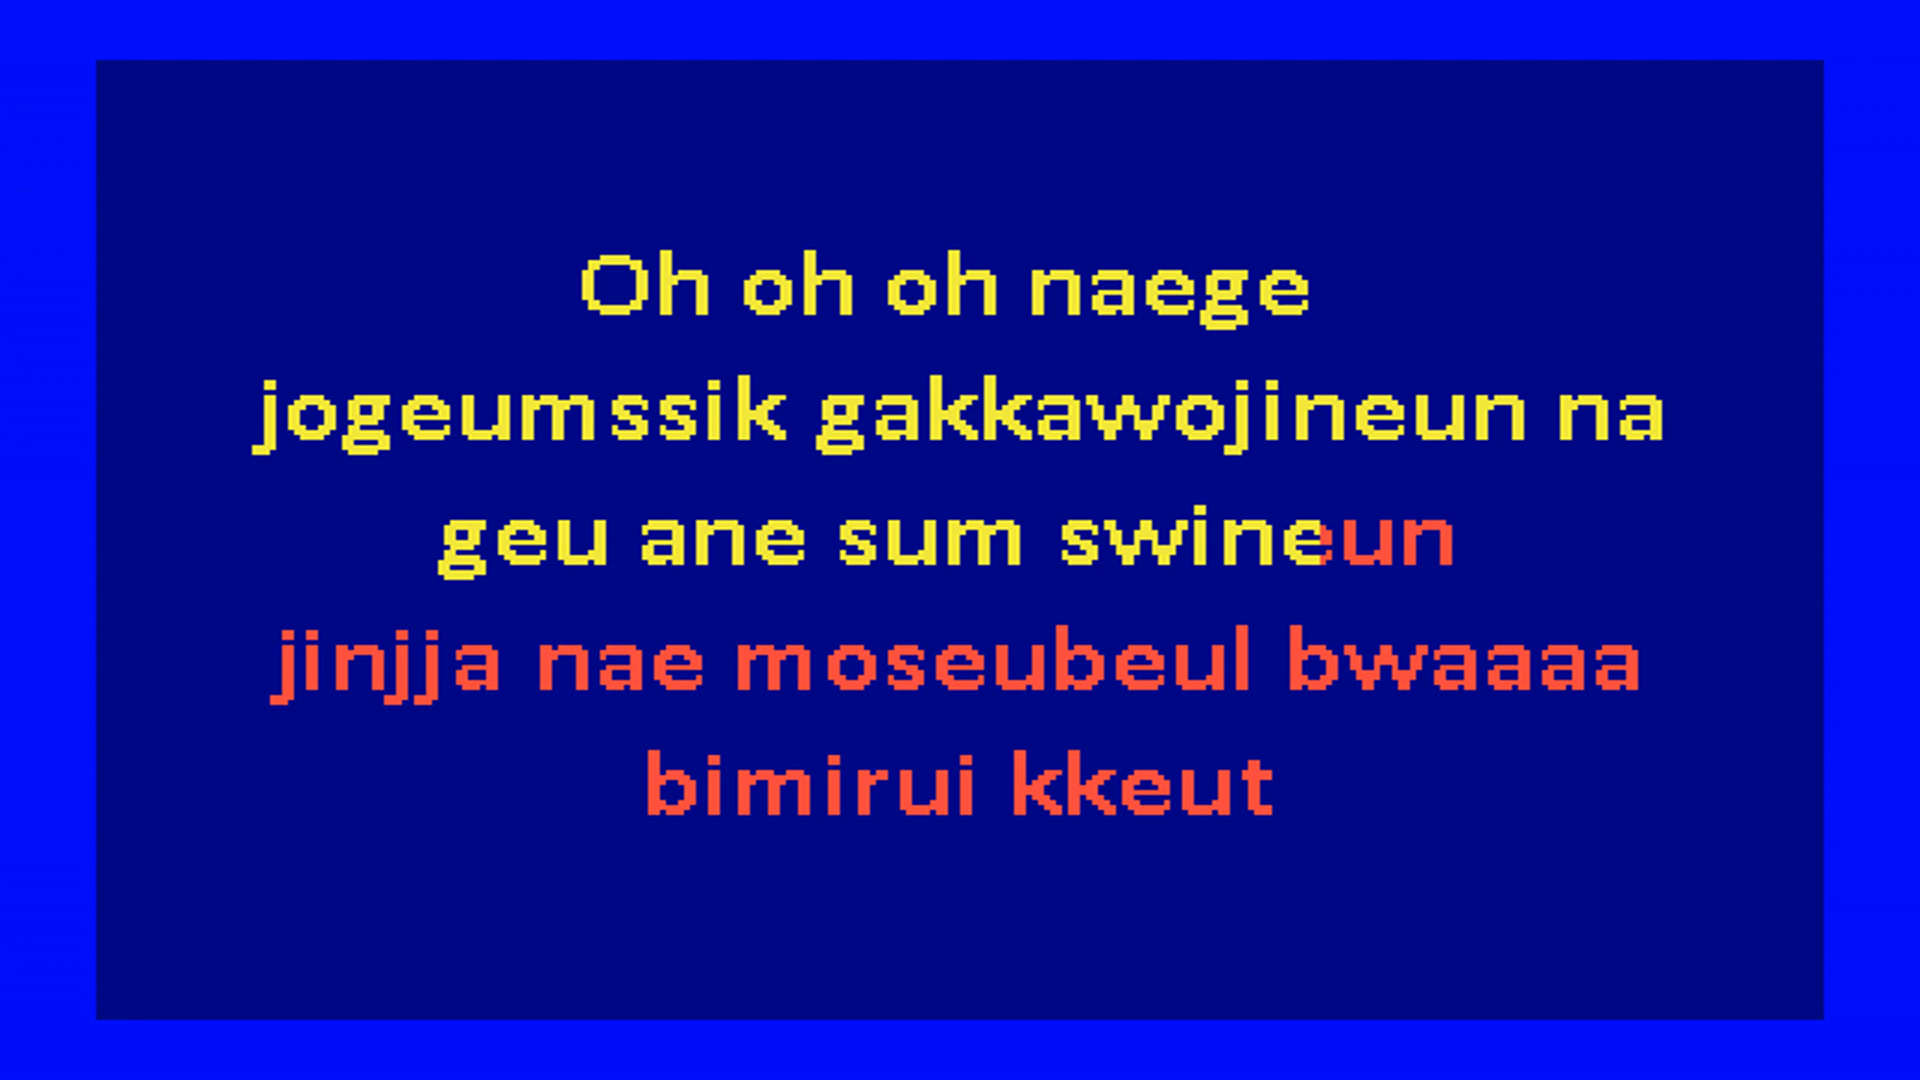 Oh oh oh naege
jogeumssik gakkawojineun na
geu ane sum swineun
jinjja nae moseubeul bwaaaa
bimirui kkeut